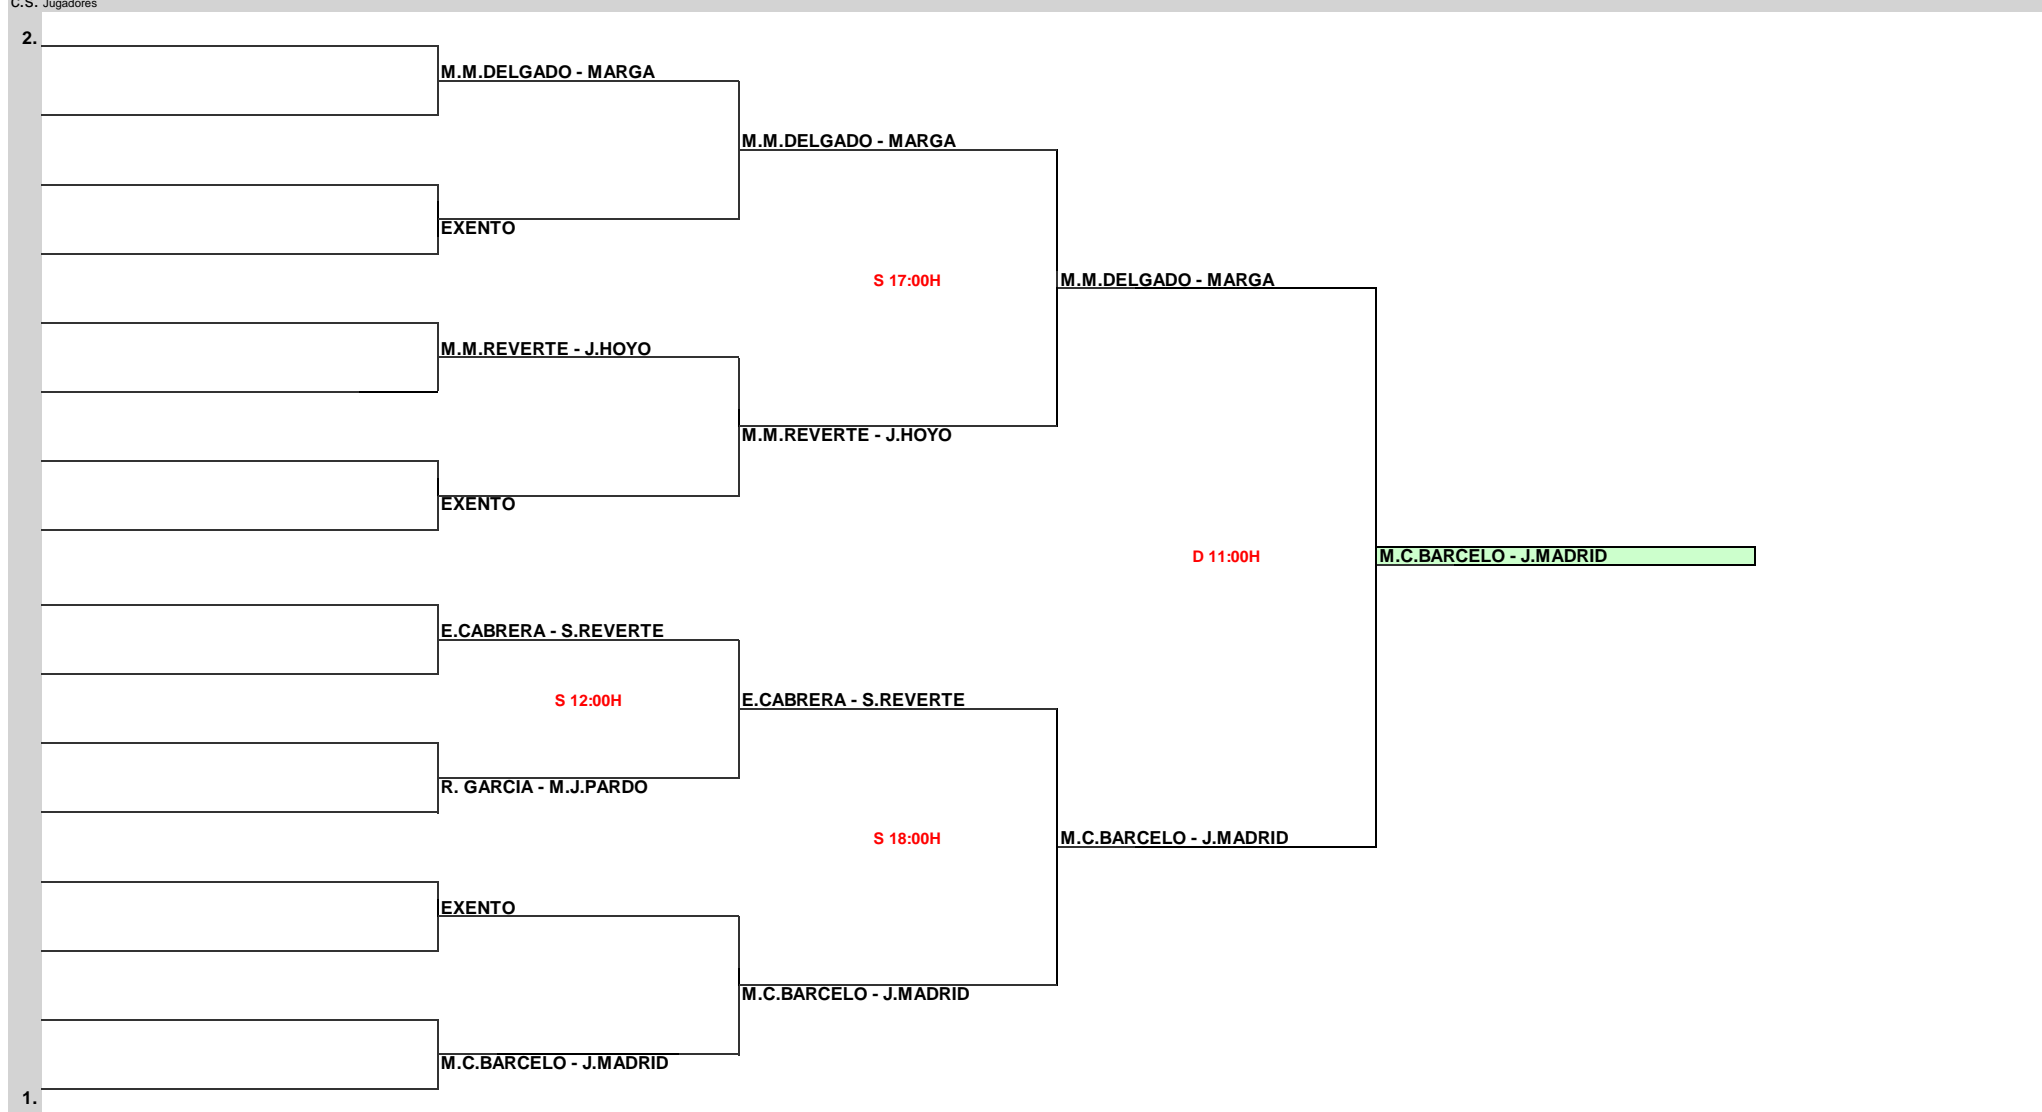 C.S. Jugadores
2.
M.M.DELGADO - MARGA
M.M.DELGADO - MARGA
EXENTO
S 17:00H
M.M.DELGADO - MARGA
M.M.REVERTE - J.HOYO
M.M.REVERTE - J.HOYO
EXENTO
D 11:00H
M.C.BARCELO - J.MADRID
E.CABRERA - S.REVERTE
S 12:00H
E.CABRERA - S.REVERTE
R. GARCIA - M.J.PARDO
S 18:00H
M.C.BARCELO - J.MADRID
EXENTO
M.C.BARCELO - J.MADRID
M.C.BARCELO - J.MADRID
1.